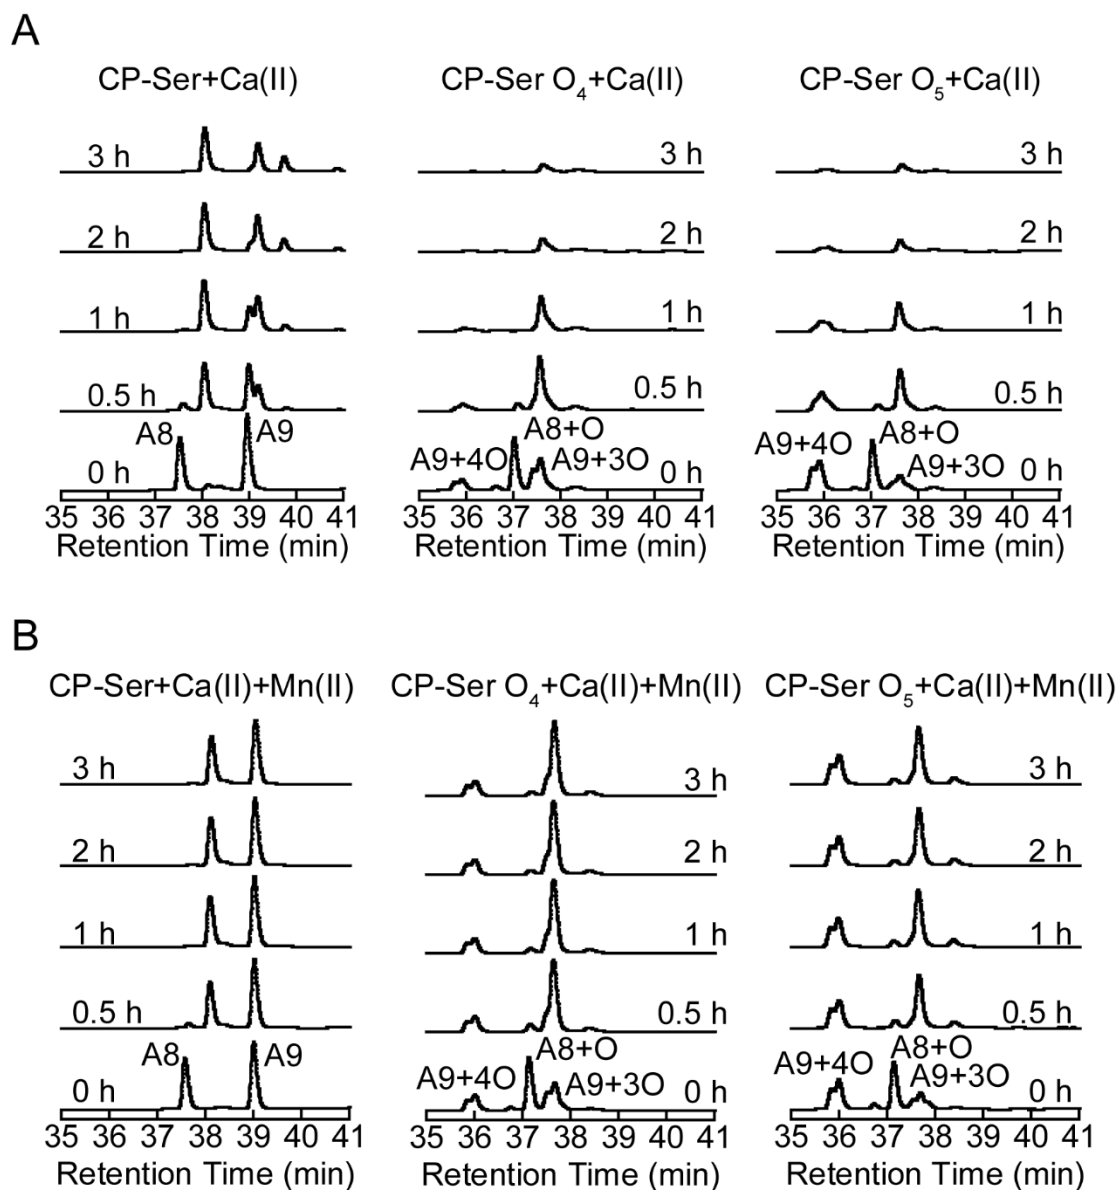 A
CP-Ser+Ca(II)
3 h
2 h
1 h
0.5 h
A8
A9
0 h
35 36 37 38 39 40 41
Retention Time (min)
CP-Ser O₄+Ca(II)
3 h
2 h
1 h
0.5 h
A8+O
A9+4O
A9+3O
0 h
35 36 37 38 39 40 41
Retention Time (min)
CP-Ser O₅+Ca(II)
3 h
2 h
1 h
0.5 h
A8+O
A9+4O
A9+3O
0 h
35 36 37 38 39 40 41
Retention Time (min)
B
CP-Ser+Ca(II)+Mn(II)
3 h
2 h
1 h
0.5 h
A8
A9
0 h
35 36 37 38 39 40 41
Retention Time (min)
CP-Ser O₄+Ca(II)+Mn(II)
3 h
2 h
1 h
0.5 h
A8+O
A9+4O
A9+3O
0 h
35 36 37 38 39 40 41
Retention Time (min)
CP-Ser O₅+Ca(II)+Mn(II)
3 h
2 h
1 h
0.5 h
A8+O
A9+4O
A9+3O
0 h
35 36 37 38 39 40 41
Retention Time (min)